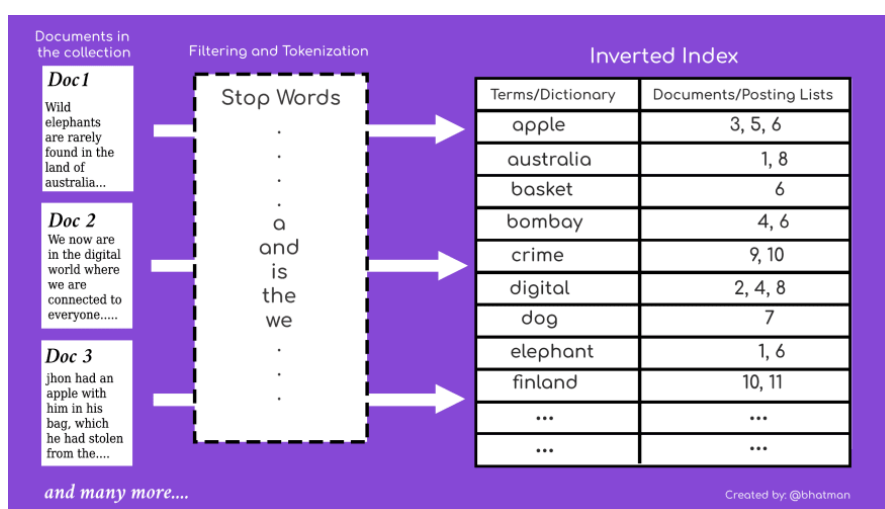 Documents in
the collection
Filtering and Tokenization
Inverted Index
Doc1
Wild
elephants
are rarely
found in the
land of
australia...
Doc 2
We now are
in the digital
world where
we are
connected to
everyone.....
Doc 3
jhon had an
apple with
him in his
bag, which
he had stolen
from the....
and many more....
Stop Words
.
.
.
.
a
and
is
the
we
.
.
.
Terms/Dictionary Documents/Posting Lists
apple 3, 5, 6
australia 1, 8
basket 6
bombay 4, 6
crime 9, 10
digital 2, 4, 8
dog 7
elephant 1, 6
finland 10, 11
... ...
... ...
Created by: @bhatman